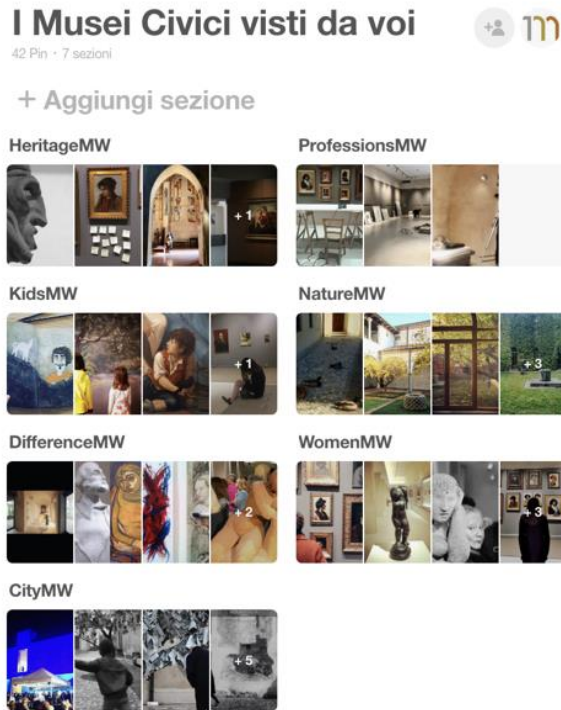 I Musei Civici visti da voi
42 Pin · 7 sezioni
+ Aggiungi sezione
HeritageMW
ProfessionsMW
+ 1
KidsMW
NatureMW
+ 1
+ 3
DifferenceMW
WomenMW
+ 2
+ 3
CityMW
+ 5